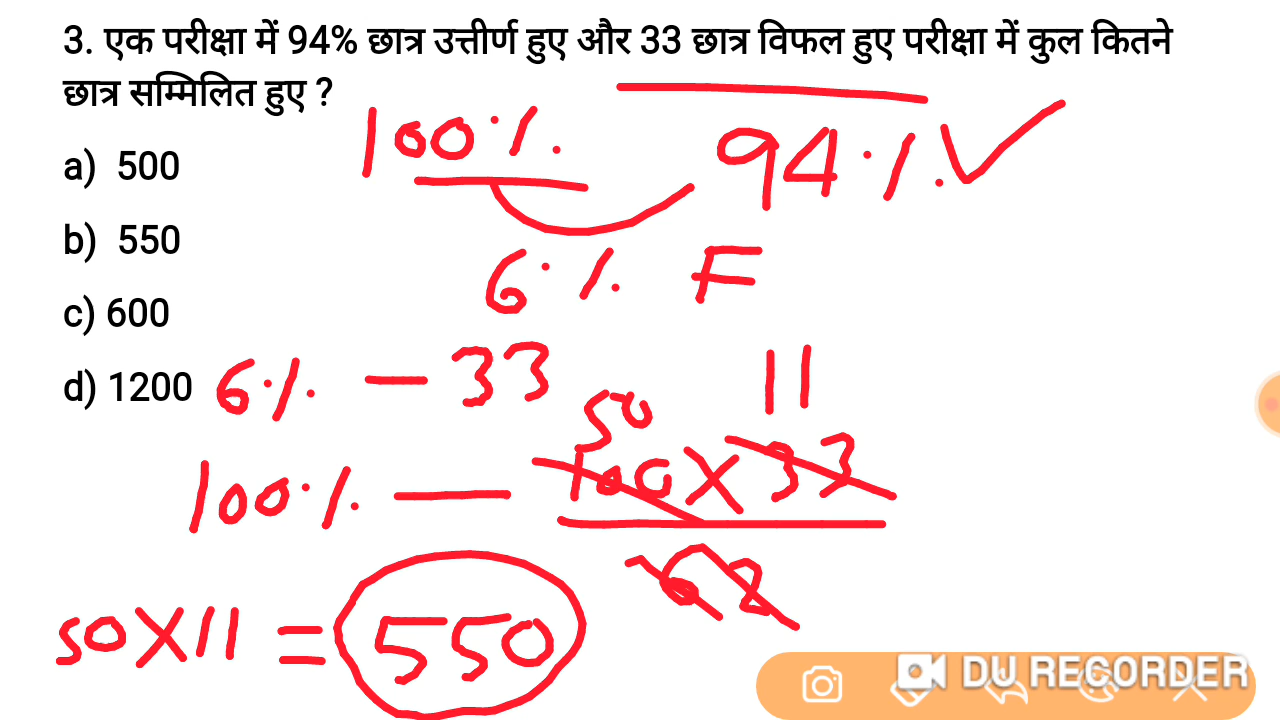 3. एक परीक्षा में 94% छात्र उत्तीर्ण हुए और 33 छात्र विफल हुए परीक्षा में कुल कितने
छात्र सम्मिलित हुए ?
100% 94% ✓
a) 500
b) 550
6% F
c) 600
d) 1200
6% — 33
50 11
100% — 100 X 33
6 2
50 X 11 = 550
DU RECORDER